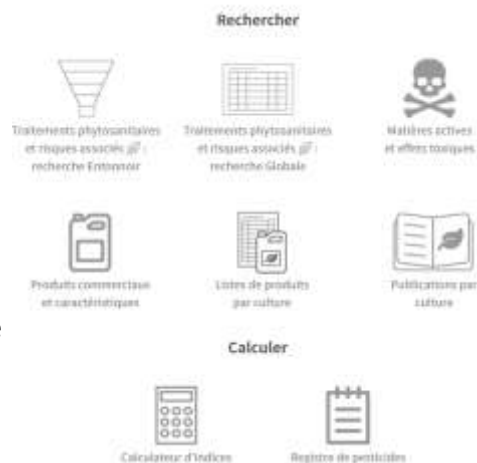 Rechercher
Traitements phytosanitaires
et risques associés :
recherche Entonnoir
Traitements phytosanitaires
et risques associés :
recherche Globale
Matières actives
et effets toxiques
Produits commerciaux
et caractéristiques
Listes de produits
par culture
Publications par
culture
Calculer
Calculateur d'indices
Registre de pesticides